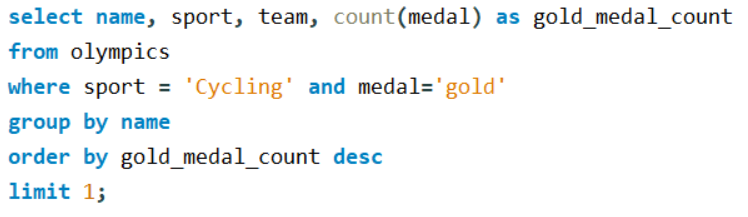 select name, sport, team, count(medal) as gold_medal_count
from olympics
where sport = 'Cycling' and medal='gold'
group by name
order by gold_medal_count desc
limit 1;